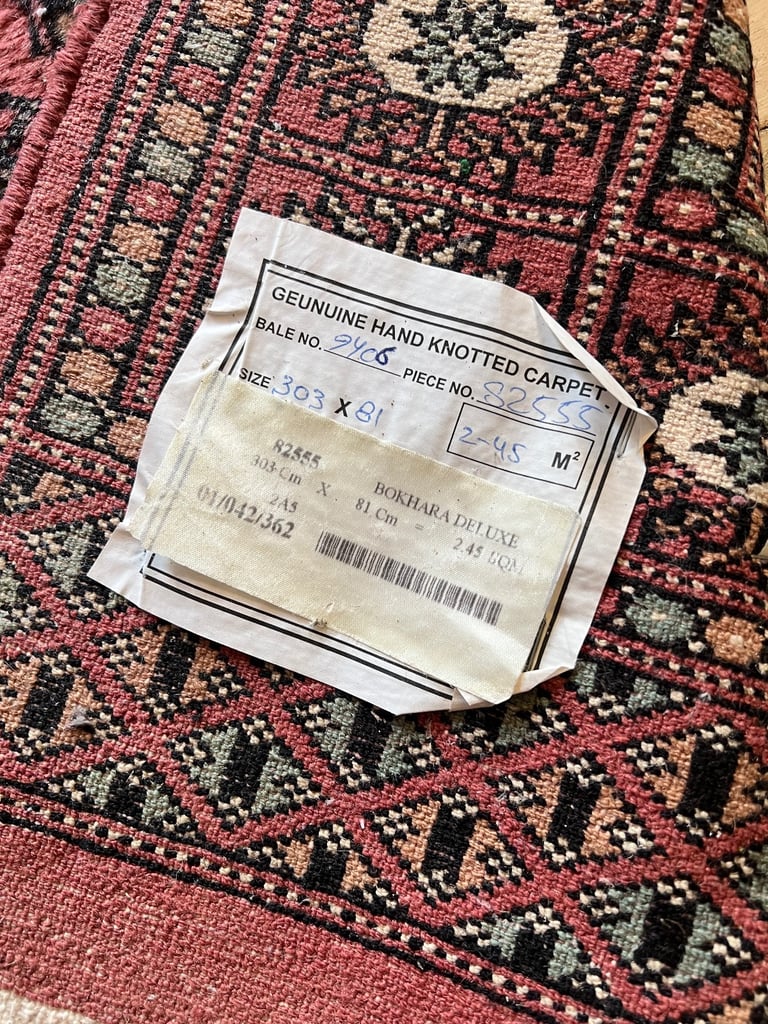 GEUNUINE HAND KNOTTED CARPET
BALE NO. 9406 PIECE NO. 82555
SIZE 303 X 81
2-45 M²
82555 BOKHARA DELUXE
303 Cm X 81 Cm = 2.45 SQM
2A5
01/042/362